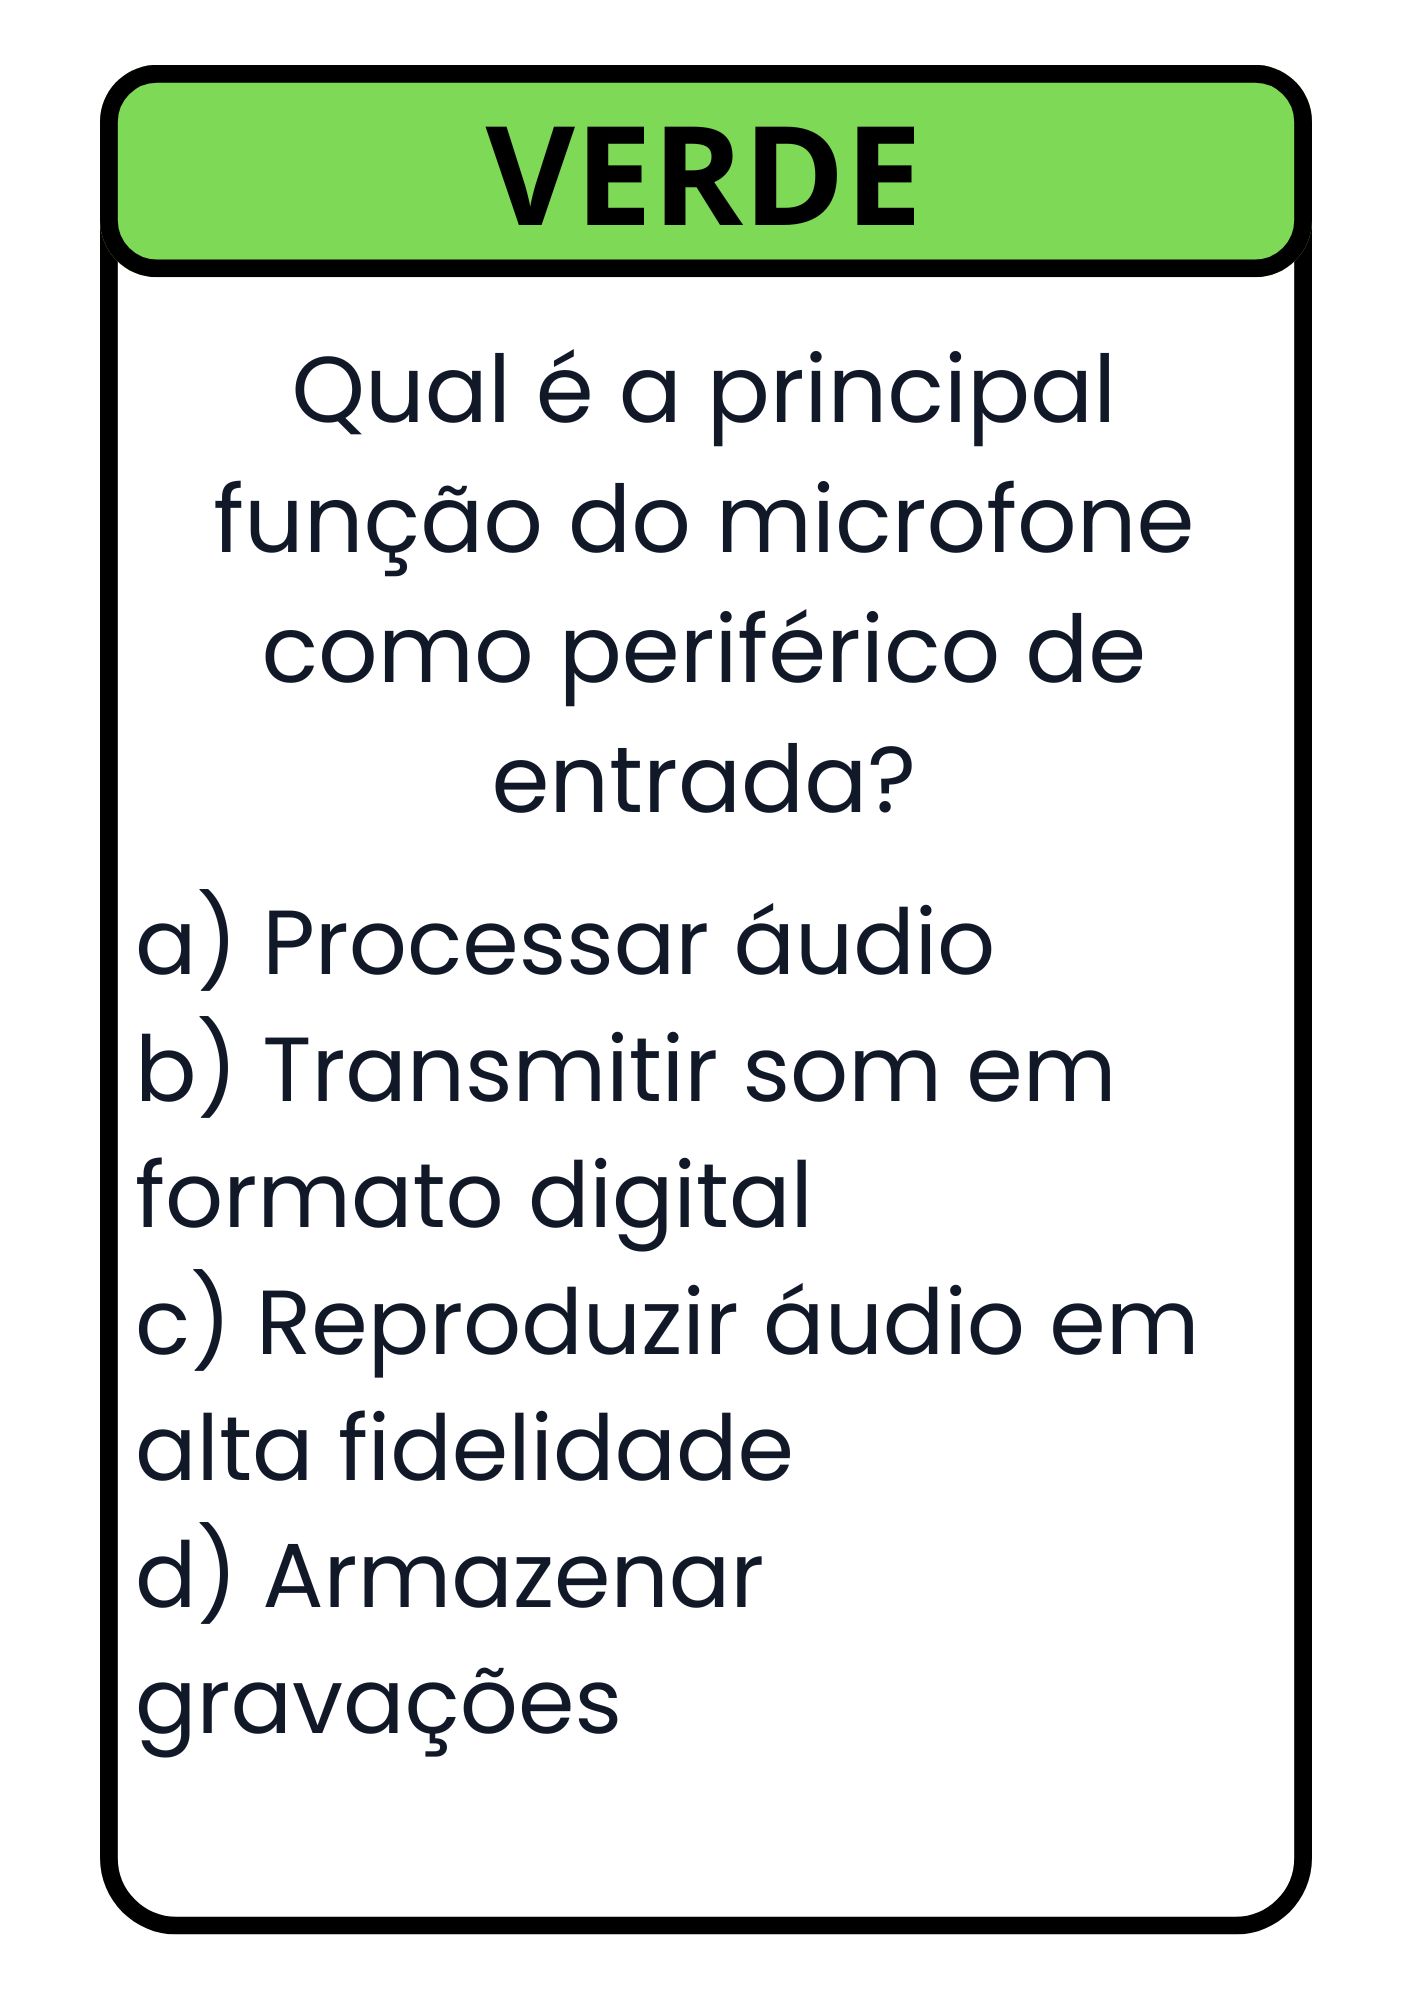 VERDE
Qual é a principal
função do microfone
como periférico de
entrada?
a) Processar áudio
b) Transmitir som em
formato digital
c) Reproduzir áudio em
alta fidelidade
d) Armazenar
gravações